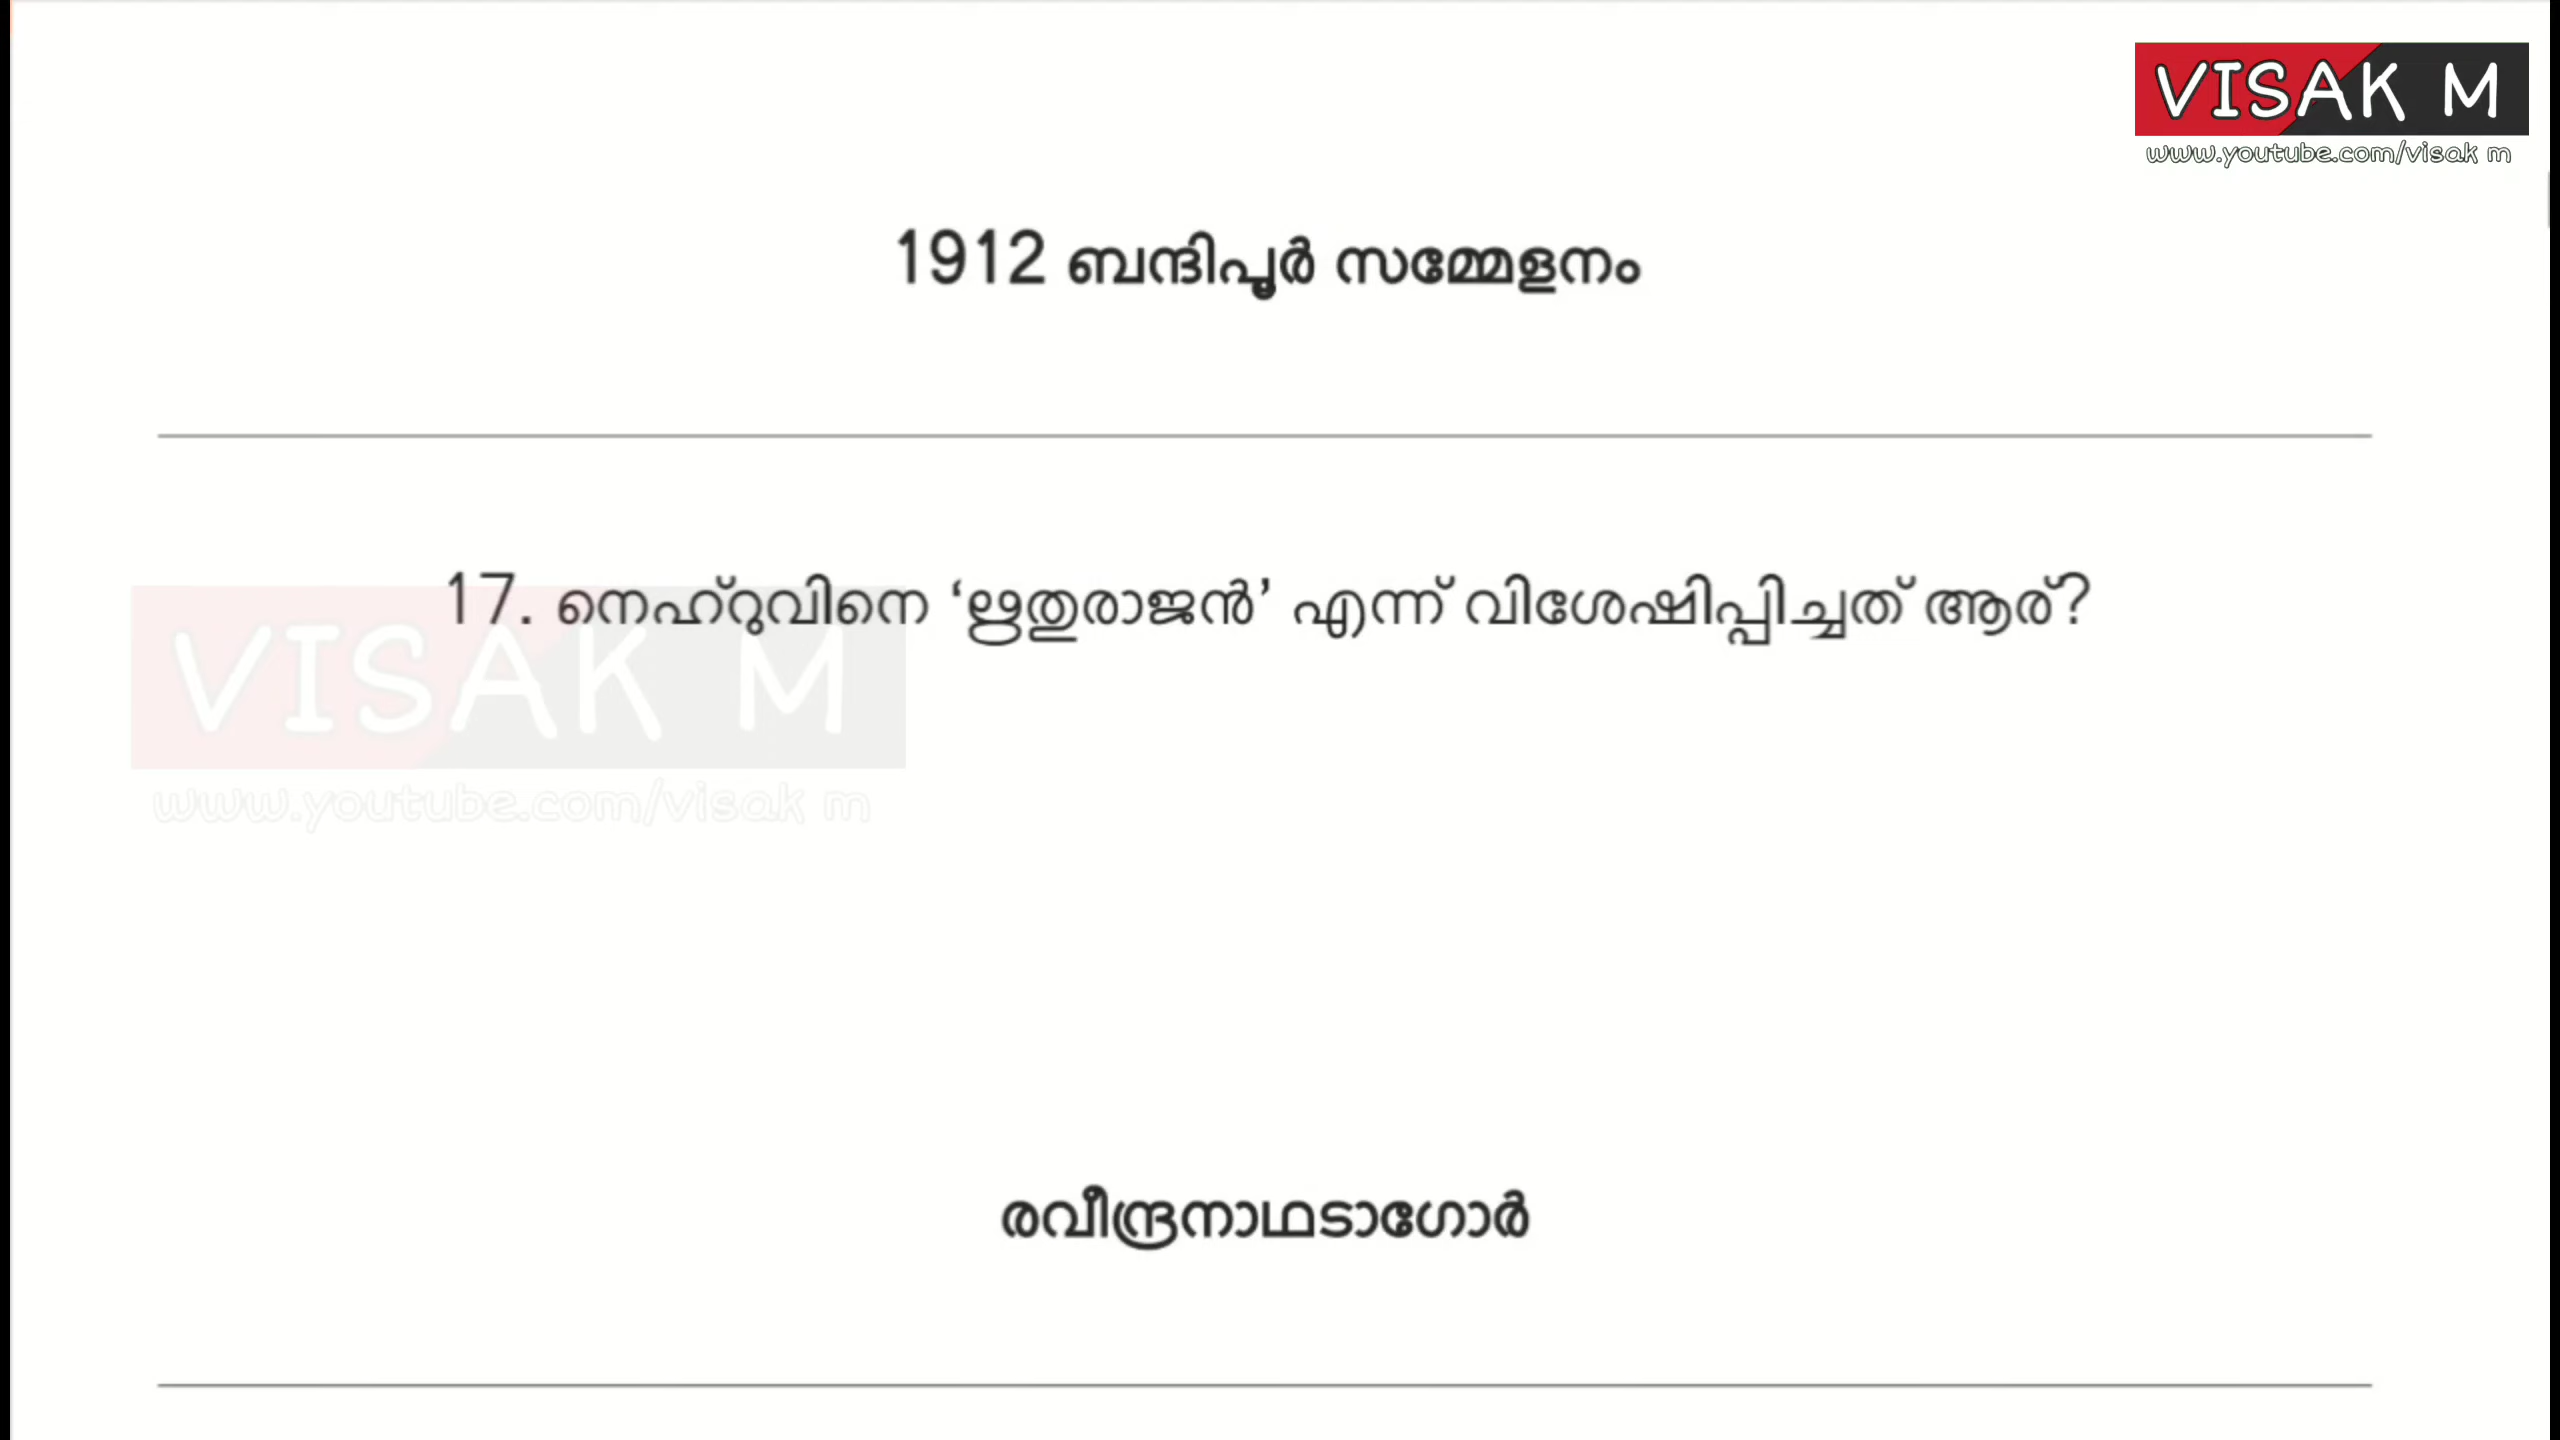 VISAK M
www.youtube.com/visak m
1912 ബന്ദിപൂർ സമ്മേളനം
17. നെഹ്റുവിനെ ‘ഋതുരാജൻ’ എന്ന് വിശേഷിപ്പിച്ചത് ആര്?
VISAK M
www.youtube.com/visak m
രവീന്ദ്രനാഥടാഗോർ